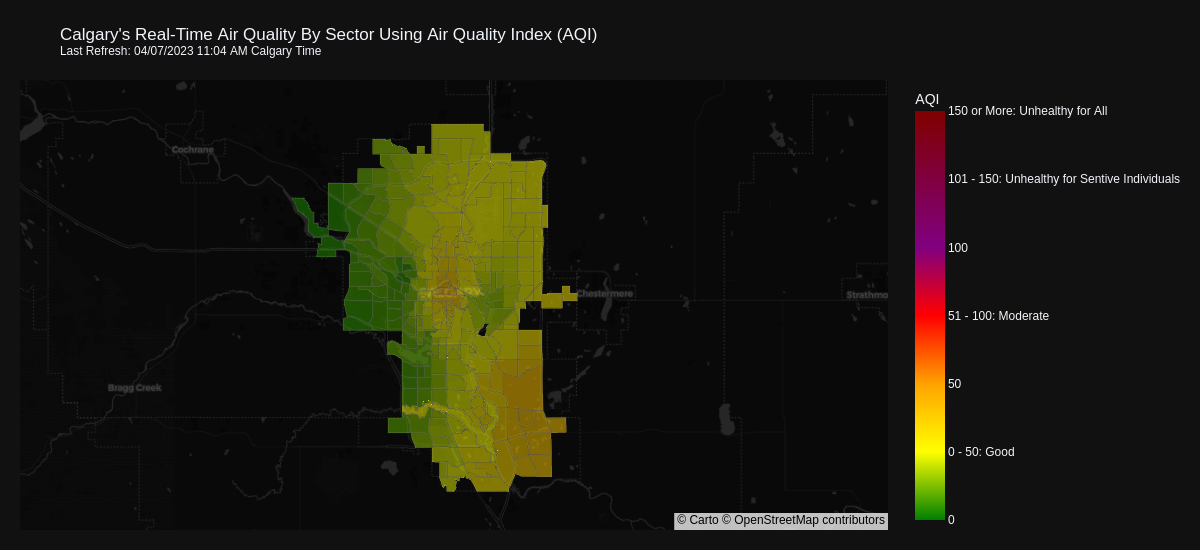 Calgary's Real-Time Air Quality By Sector Using Air Quality Index (AQI)
Last Refresh: 04/07/2023 11:04 AM Calgary Time
AQI
150 or More: Unhealthy for All
Cochrane
101 - 150: Unhealthy for Sentive Individuals
100
Chestermere
Strathmo
51 - 100: Moderate
Bragg Creek
50
0 - 50: Good
© Carto © OpenStreetMap contributors
0